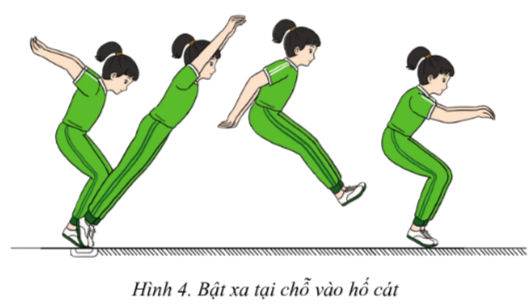 Hình 4. Bật xa tại chỗ vào hố cát